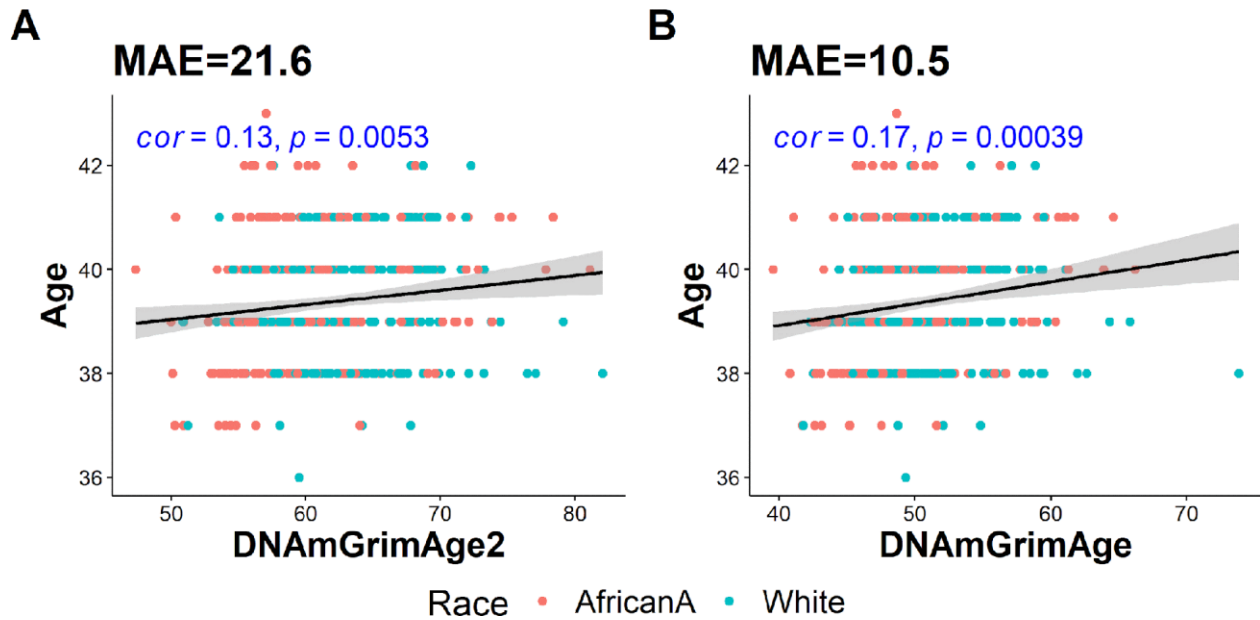 A
MAE=21.6
cor = 0.13, p = 0.0053
Age
42
40
38
36
50 60 70 80
DNAmGrimAge2
B
MAE=10.5
cor = 0.17, p = 0.00039
Age
42
40
38
36
40 50 60 70
DNAmGrimAge
Race AfricanA White